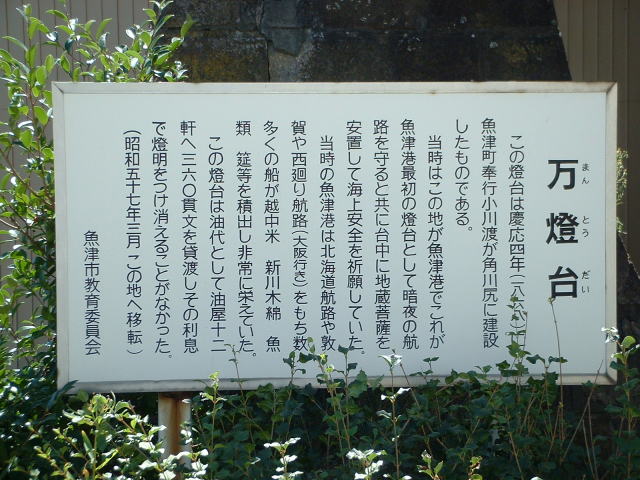 万燈台
まんとうだい
この燈台は慶応四年(一八六八)
魚津町奉行小川渡が角川尻に建設
したものである。
当時はこの地が魚津港でこれが
魚津港最初の燈台として暗夜の航
路を守ると共に台中に地蔵菩薩を
安置して海上安全を祈願していた。
当時の魚津港は北海道航路や敦
賀や西廻り航路(大阪行き)をもち数
多くの船が越中米 新川木綿 魚
類 筵等を積出し非常に栄えていた。
この燈台は油代として油屋十二
軒へ三六〇貫文を貸渡しその利息
で燈明をつけ消えることがなかった。
(昭和五十七年三月 この地へ移転)
魚津市教育委員会